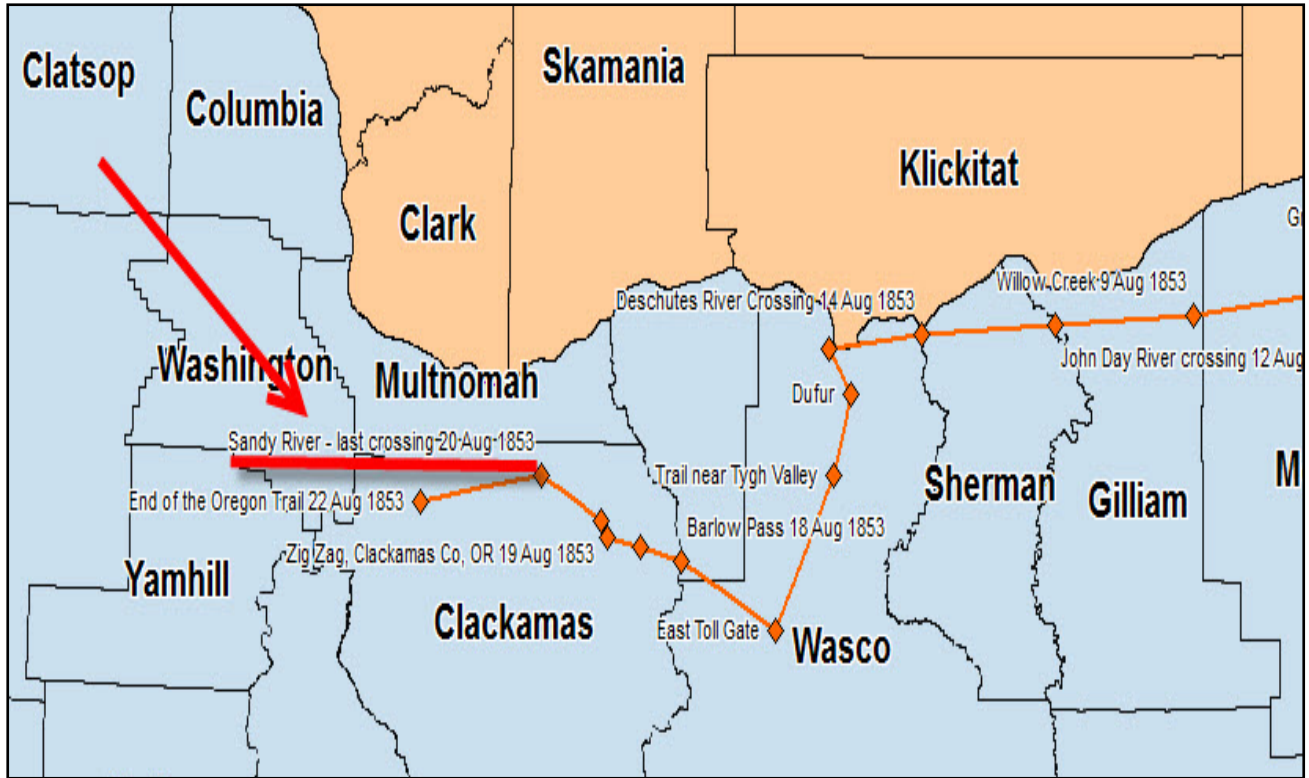 Clatsop
Columbia
Skamania
Klickitat
Clark
Willow Creek 9 Aug 1853
Deschutes River Crossing 14 Aug 1853
John Day River crossing 12 Aug
Washington
Multnomah
Dufur
Sandy River - last crossing 20 Aug 1853
Trail near Tygh Valley
Sherman
Gilliam
M
End of the Oregon Trail 22 Aug 1853
Barlow Pass 18 Aug 1853
Zig Zag, Clackamas Co, OR 19 Aug 1853
Yamhill
Clackamas
East Toll Gate
Wasco